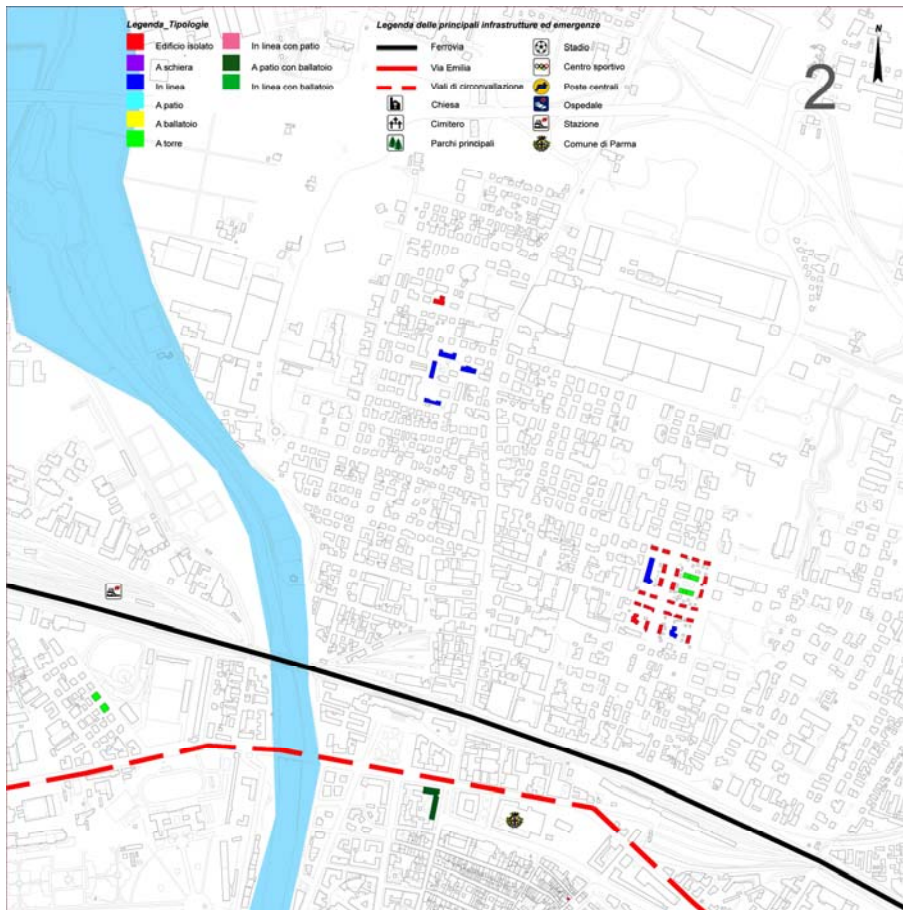 Legenda_Tipologie
Edificio isolato
A schiera
In linea
A patio
A ballatoio
A torre
In linea con patio
A patio con ballatoio
In linea con ballatoio
Legenda delle principali infrastrutture ed emergenze
Ferrovia
Via Emilia
Viali di circonvallazione
Chiesa
Cimitero
Parchi principali
Stadio
Centro sportivo
Poste centrali
Ospedale
Stazione
Comune di Parma
N
2